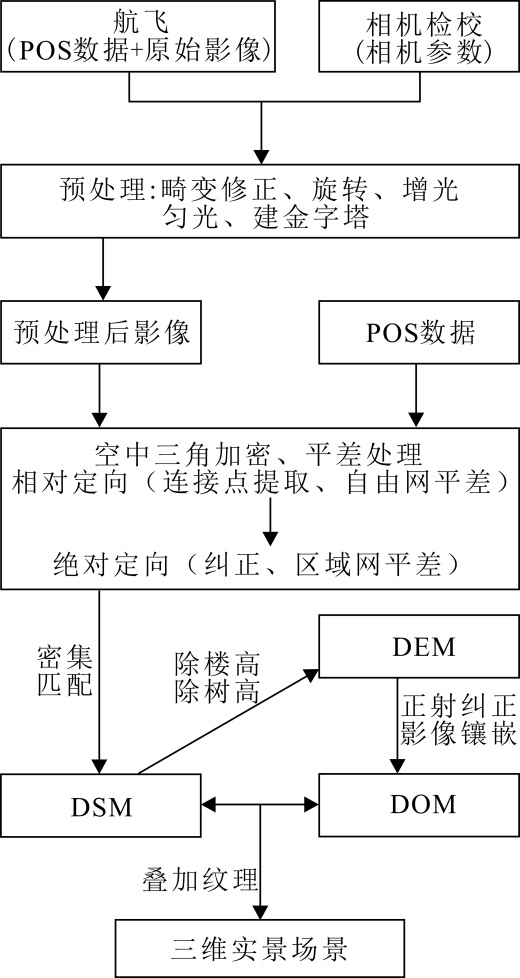 航飞
(POS数据+原始影像)
相机检校
(相机参数)
预处理:畸变修正、旋转、增光
匀光、建金字塔
预处理后影像
POS数据
空中三角加密、平差处理
相对定向（连接点提取、自由网平差）
绝对定向（纠正、区域网平差）
密集
匹配
除楼高
除树高
DEM
正射纠正
影像镶嵌
DSM
DOM
叠加纹理
三维实景场景